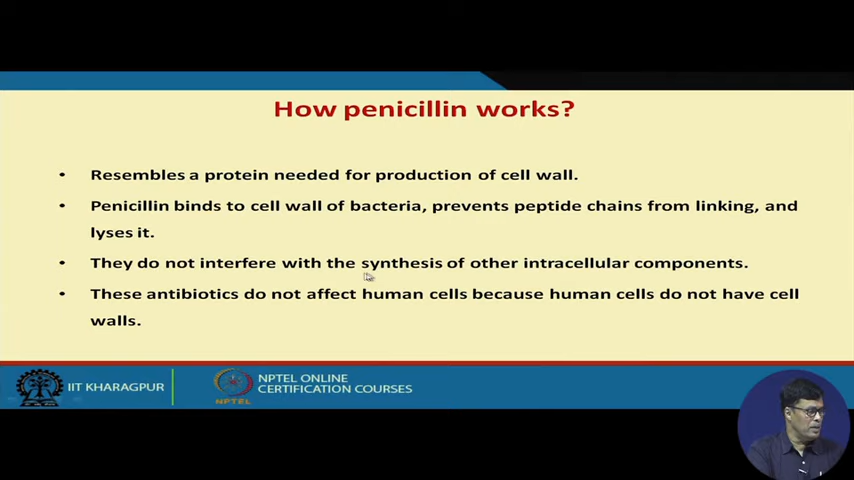 How penicillin works?
• Resembles a protein needed for production of cell wall.
• Penicillin binds to cell wall of bacteria, prevents peptide chains from linking, and
lyses it.
• They do not interfere with the synthesis of other intracellular components.
• These antibiotics do not affect human cells because human cells do not have cell
walls.
IIT KHARAGPUR
NPTEL
NPTEL ONLINE
CERTIFICATION COURSES